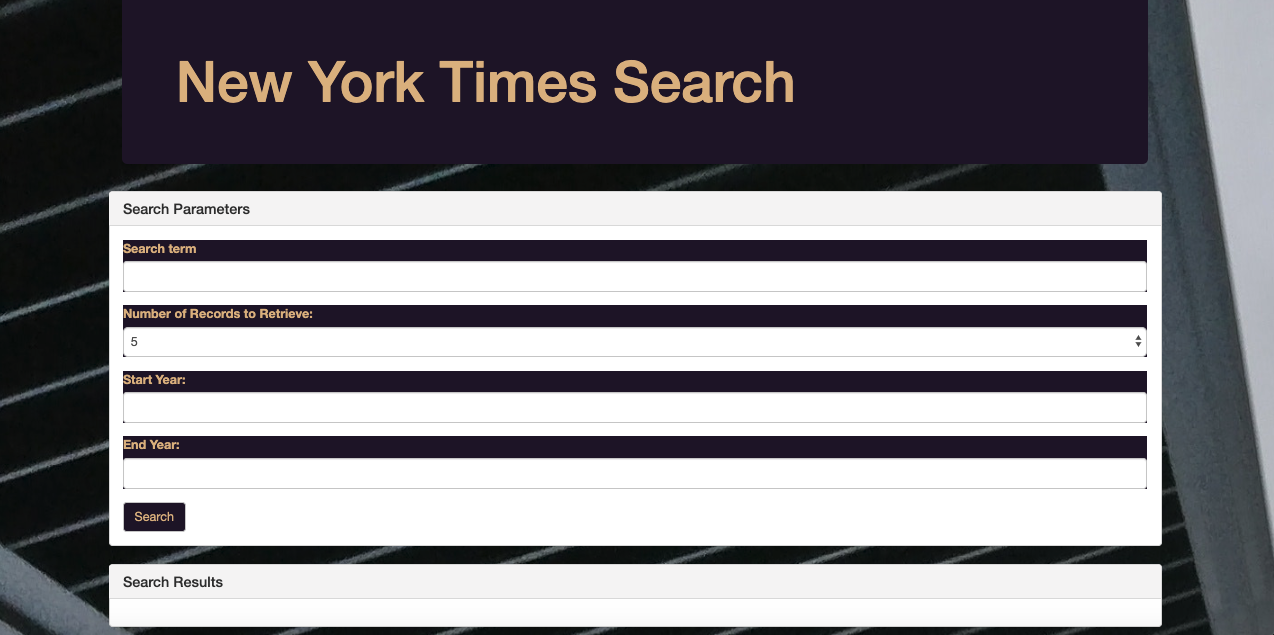 New York Times Search
Search Parameters
Search term
Number of Records to Retrieve:
5
Start Year:
End Year:
Search
Search Results